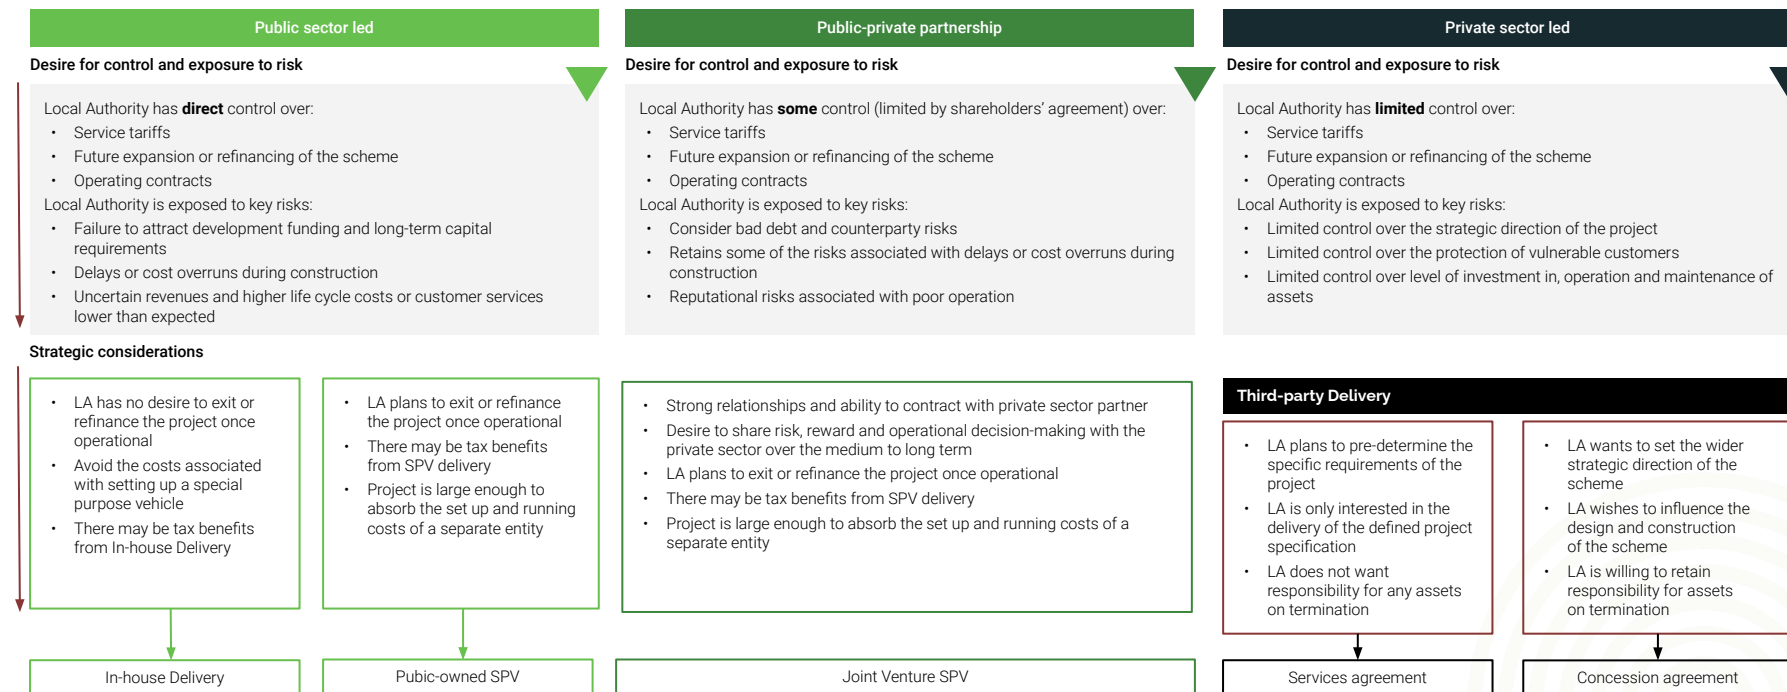 Public sector led
Desire for control and exposure to risk
Local Authority has direct control over:
• Service tariffs
• Future expansion or refinancing of the scheme
• Operating contracts
Local Authority is exposed to key risks:
• Failure to attract development funding and long-term capital
requirements
• Delays or cost overruns during construction
• Uncertain revenues and higher life cycle costs or customer services
lower than expected
Public-private partnership
Desire for control and exposure to risk
Local Authority has some control (limited by shareholders' agreement) over:
• Service tariffs
• Future expansion or refinancing of the scheme
• Operating contracts
Local Authority is exposed to key risks:
• Consider bad debt and counterparty risks
• Retains some of the risks associated with delays or cost overruns during
construction
• Reputational risks associated with poor operation
Private sector led
Desire for control and exposure to risk
Local Authority has limited control over:
• Service tariffs
• Future expansion or refinancing of the scheme
• Operating contracts
Local Authority is exposed to key risks:
• Limited control over the strategic direction of the project
• Limited control over the protection of vulnerable customers
• Limited control over level of investment in, operation and maintenance of
assets
Strategic considerations
• LA has no desire to exit or
refinance the project once
operational
• Avoid the costs associated
with setting up a special
purpose vehicle
• There may be tax benefits
from In-house Delivery
In-house Delivery
• LA plans to exit or refinance
the project once operational
• There may be tax benefits
from SPV delivery
• Project is large enough to
absorb the set up and running
costs of a separate entity
Pubic-owned SPV
• Strong relationships and ability to contract with private sector partner
• Desire to share risk, reward and operational decision-making with the
private sector over the medium to long term
• LA plans to exit or refinance the project once operational
• There may be tax benefits from SPV delivery
• Project is large enough to absorb the set up and running costs of a
separate entity
Joint Venture SPV
Third-party Delivery
• LA plans to pre-determine the
specific requirements of the
project
• LA is only interested in the
delivery of the defined project
specification
• LA does not want
responsibility for any assets
on termination
Services agreement
• LA wants to set the wider
strategic direction of the
scheme
• LA wishes to influence the
design and construction
of the scheme
• LA is willing to retain
responsibility for assets
on termination
Concession agreement